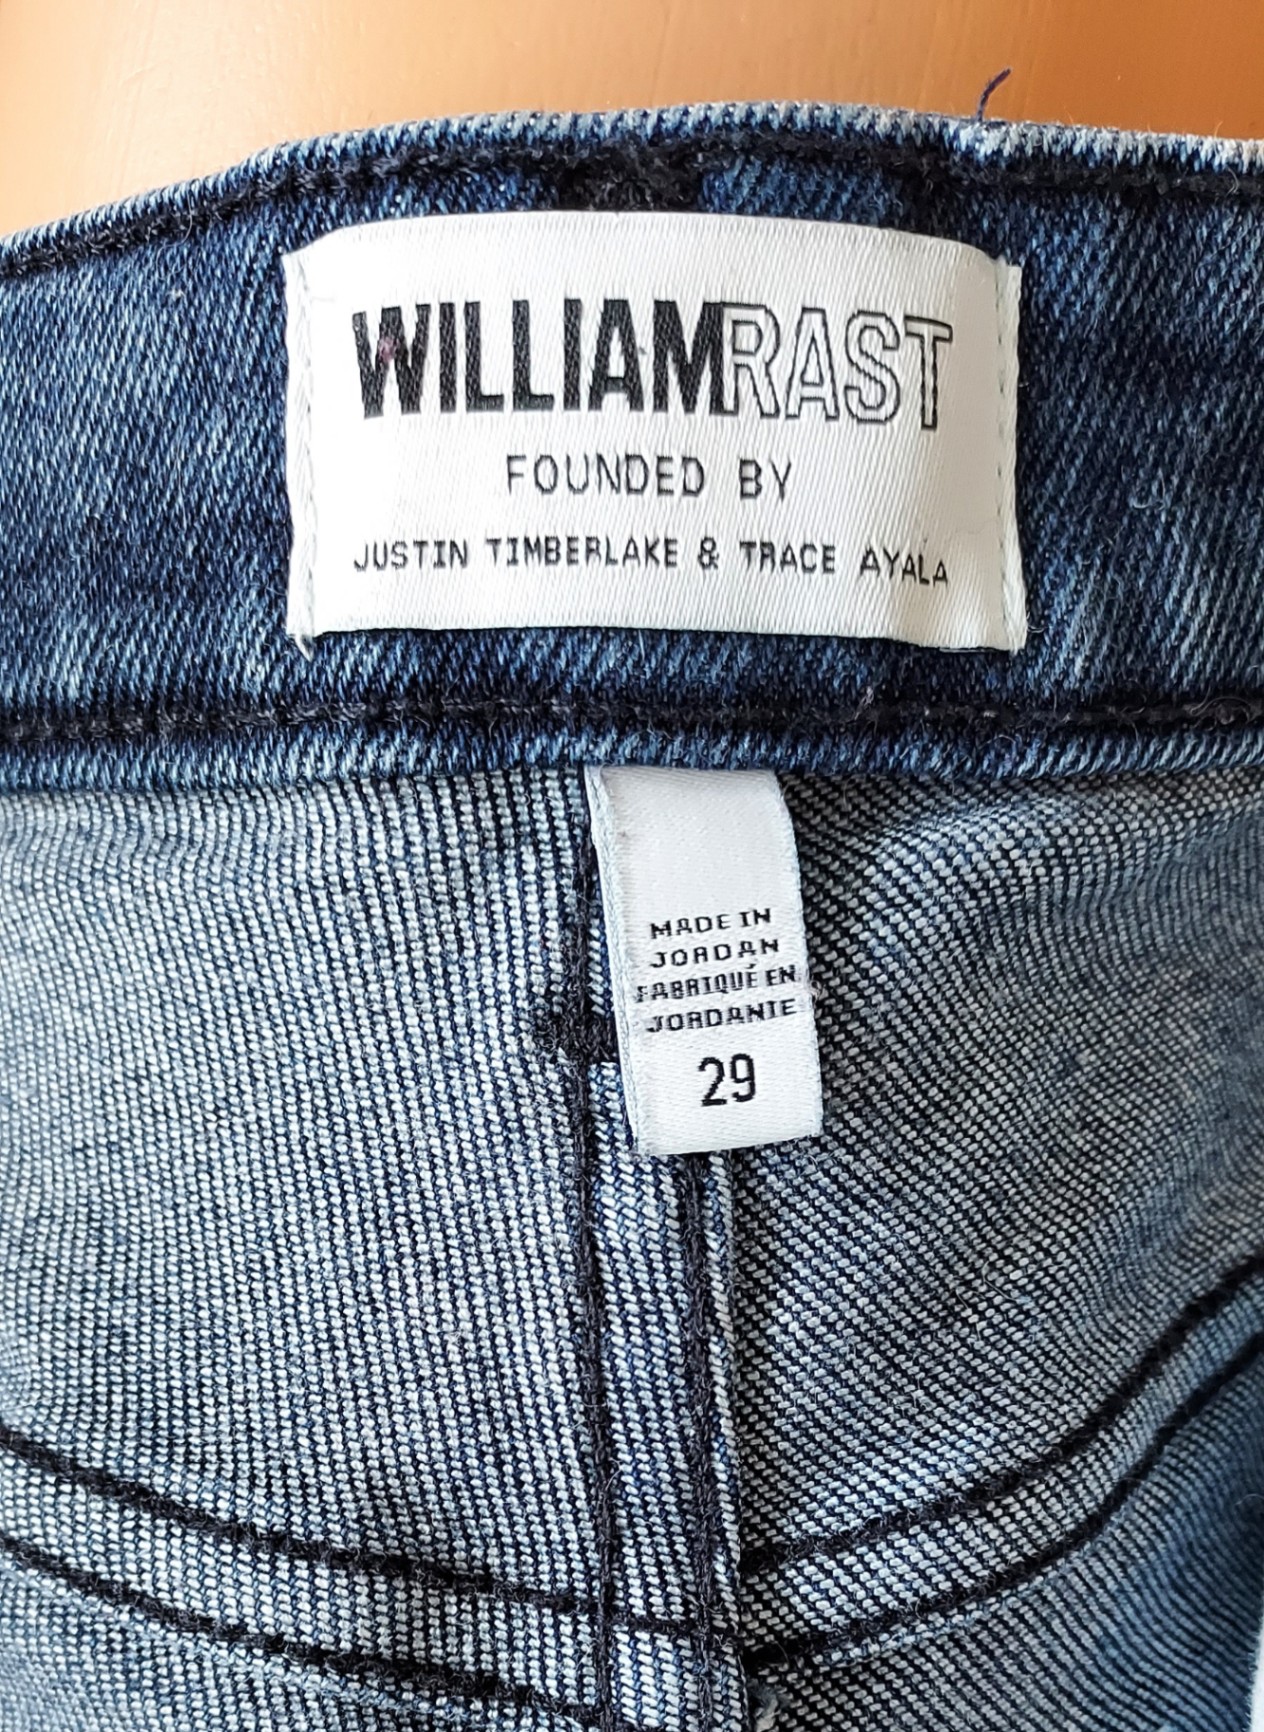 WILLIAMRAST
FOUNDED BY
JUSTIN TIMBERLAKE & TRACE AYALA
MADE IN
JORDAN
FABRIQUÉ EN
JORDANIE
29